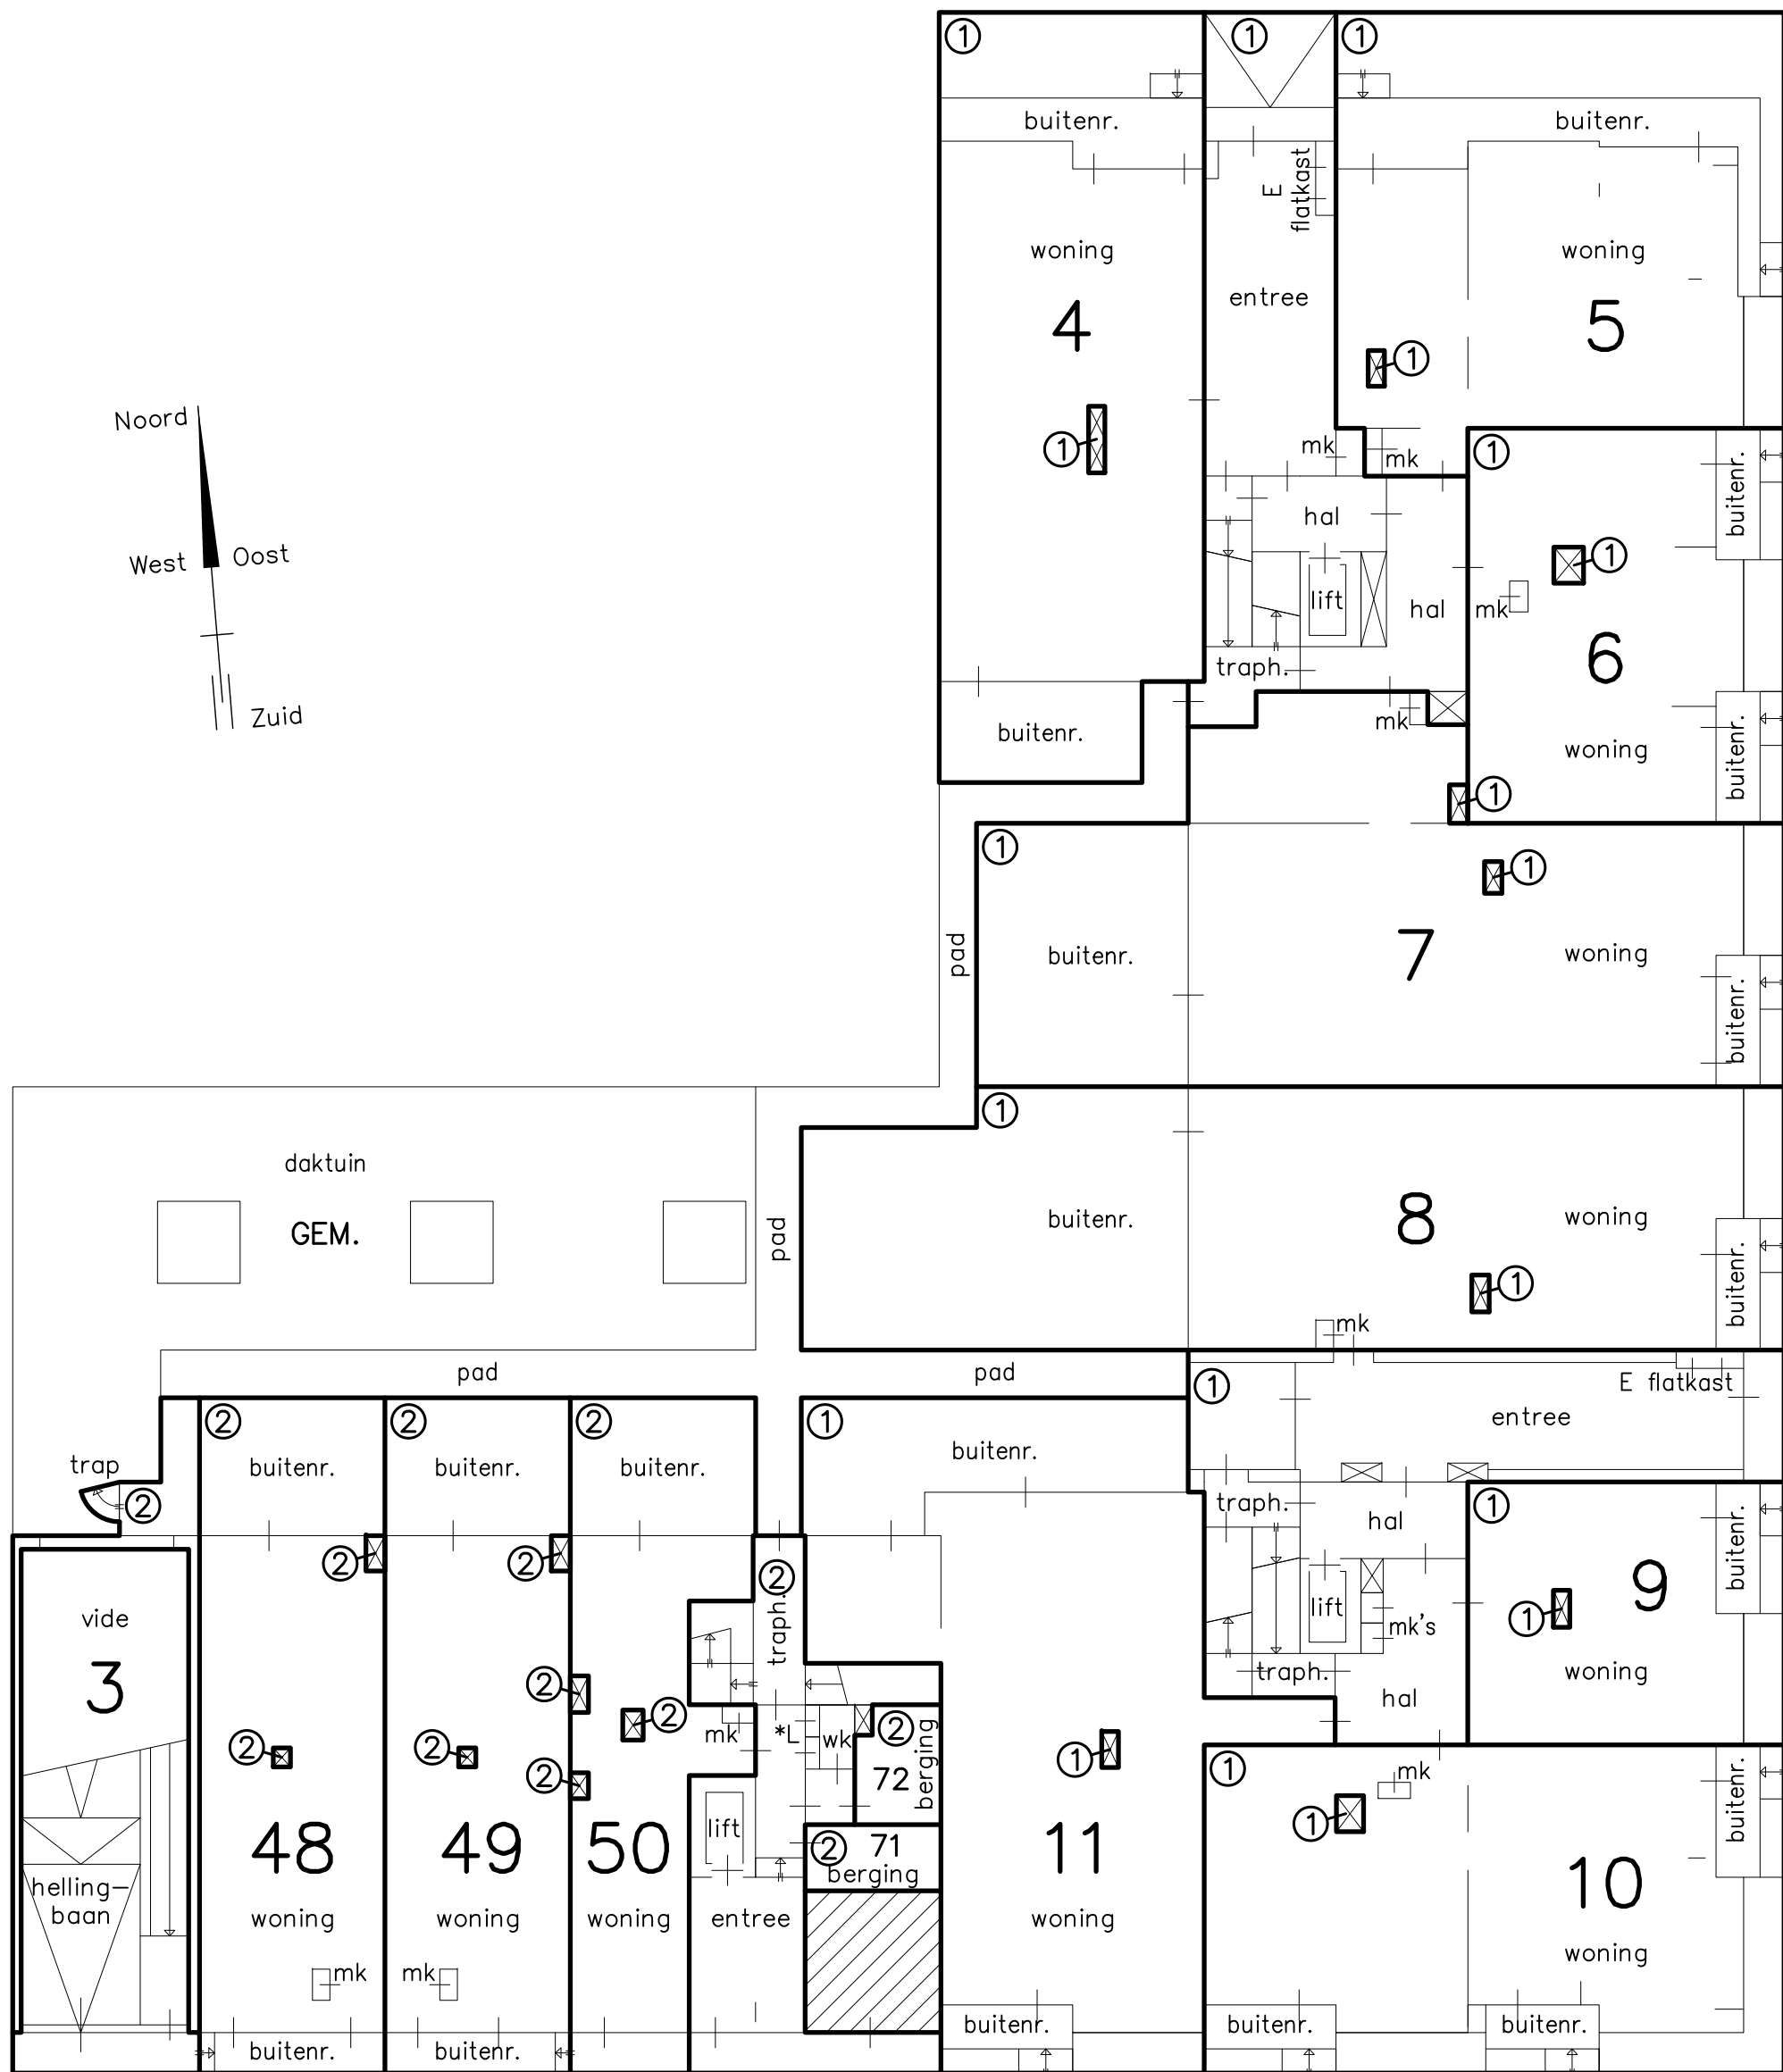 1
1
1
buitenr.
buitenr.
E
flatkast
woning
woning
entree
4
5
1
Noord
1
mk
mk
1
hal
buitenr.
West
Oost
1
lift
hal
mk
6
traph.
Zuid
mk
buitenr.
woning
buitenr.
1
1
1
pad
buitenr.
7
woning
buitenr.
1
daktuin
GEM.
pad
buitenr.
8
woning
buitenr.
1
mk
pad
pad
1
E flatkast
entree
2
2
2
1
buitenr.
trap
buitenr.
buitenr.
buitenr.
2
traph.
1
hal
buitenr.
2
2
2
vide
traph.
lift
9
1
mk's
3
2
traph.
woning
hal
2
2
mk
*L
wk
2
berging
2
2
1
1
2
72
mk
buitenr.
1
lift
48
49
50
2
71
berging
11
10
helling-
baan
woning
woning
woning
entree
woning
woning
mk
mk
buitenr.
buitenr.
buitenr.
buitenr.
buitenr.